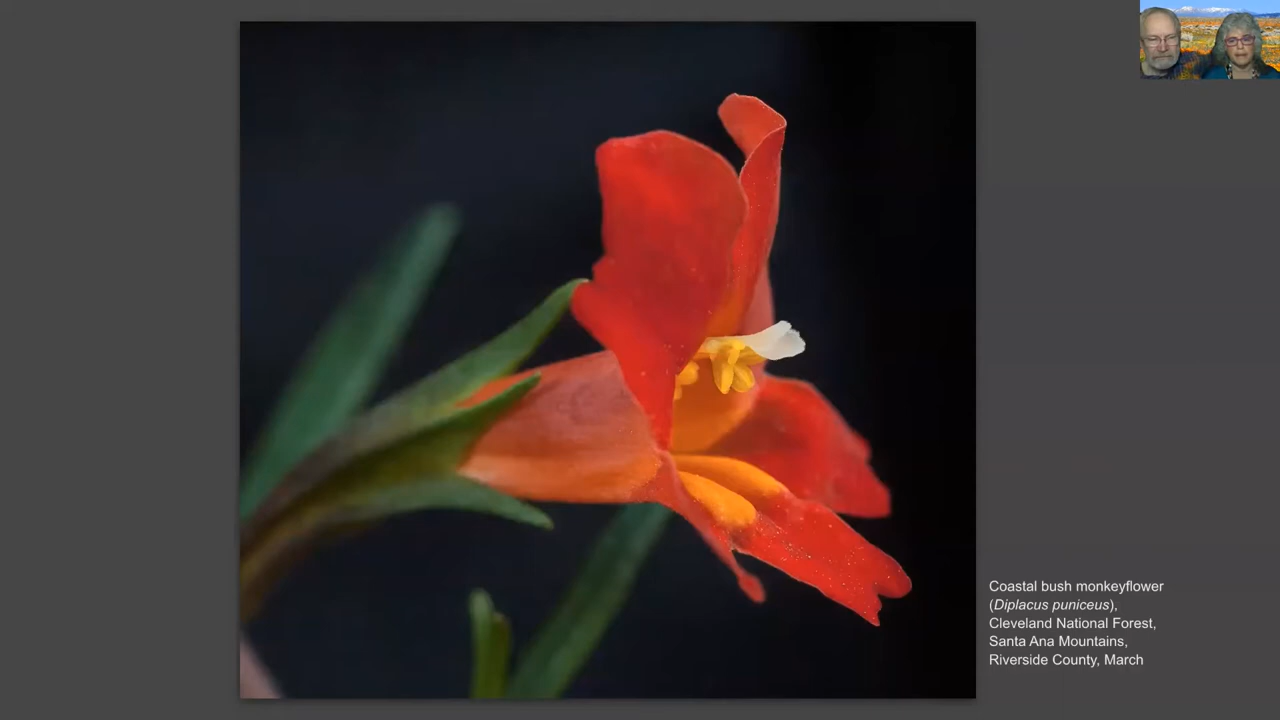 Coastal bush monkeyflower
(Diplacus puniceus),
Cleveland National Forest,
Santa Ana Mountains,
Riverside County, March